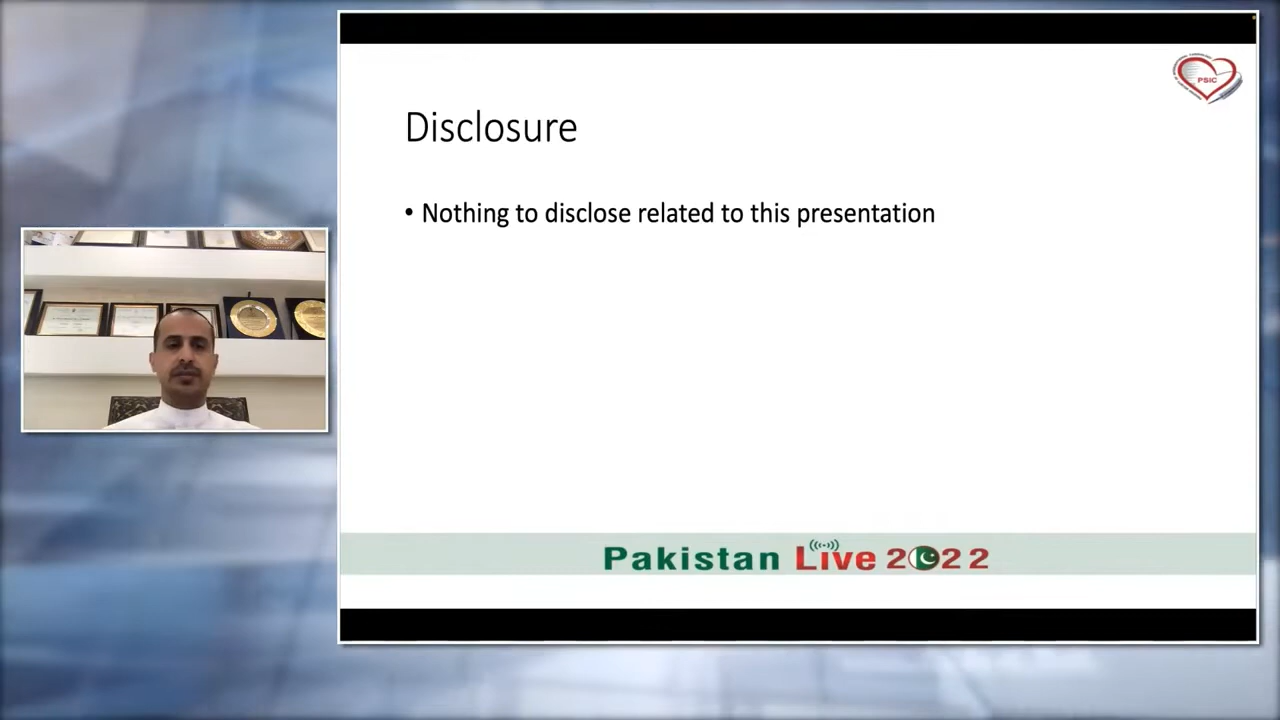 PSIC
Disclosure
• Nothing to disclose related to this presentation
Pakistan Live 2022